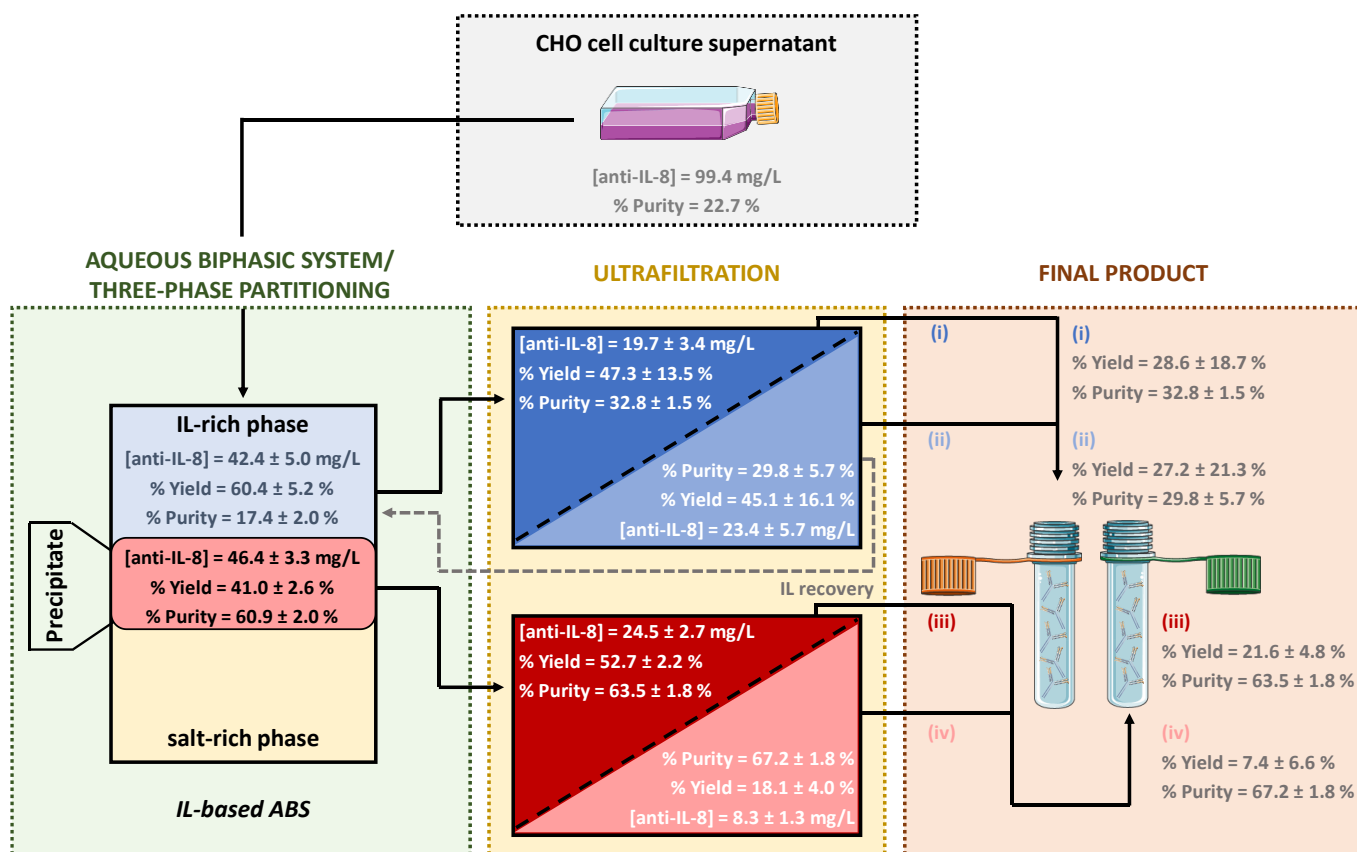 CHO cell culture supernatant
[anti-IL-8] = 99.4 mg/L
% Purity = 22.7 %
AQUEOUS BIPHASIC SYSTEM/
THREE-PHASE PARTITIONING
IL-rich phase
[anti-IL-8] = 42.4 ± 5.0 mg/L
% Yield = 60.4 ± 5.2 %
% Purity = 17.4 ± 2.0 %
Precipitate
[anti-IL-8] = 46.4 ± 3.3 mg/L
% Yield = 41.0 ± 2.6 %
% Purity = 60.9 ± 2.0 %
salt-rich phase
IL-based ABS
ULTRAFILTRATION
[anti-IL-8] = 19.7 ± 3.4 mg/L
% Yield = 47.3 ± 13.5 %
% Purity = 32.8 ± 1.5 %
% Purity = 29.8 ± 5.7 %
% Yield = 45.1 ± 16.1 %
[anti-IL-8] = 23.4 ± 5.7 mg/L
IL recovery
[anti-IL-8] = 24.5 ± 2.7 mg/L
% Yield = 52.7 ± 2.2 %
% Purity = 63.5 ± 1.8 %
% Purity = 67.2 ± 1.8 %
% Yield = 18.1 ± 4.0 %
[anti-IL-8] = 8.3 ± 1.3 mg/L
FINAL PRODUCT
(i)
(i)
% Yield = 28.6 ± 18.7 %
% Purity = 32.8 ± 1.5 %
(ii)
(ii)
% Yield = 27.2 ± 21.3 %
% Purity = 29.8 ± 5.7 %
(iii)
(iii)
% Yield = 21.6 ± 4.8 %
% Purity = 63.5 ± 1.8 %
(iv)
(iv)
% Yield = 7.4 ± 6.6 %
% Purity = 67.2 ± 1.8 %